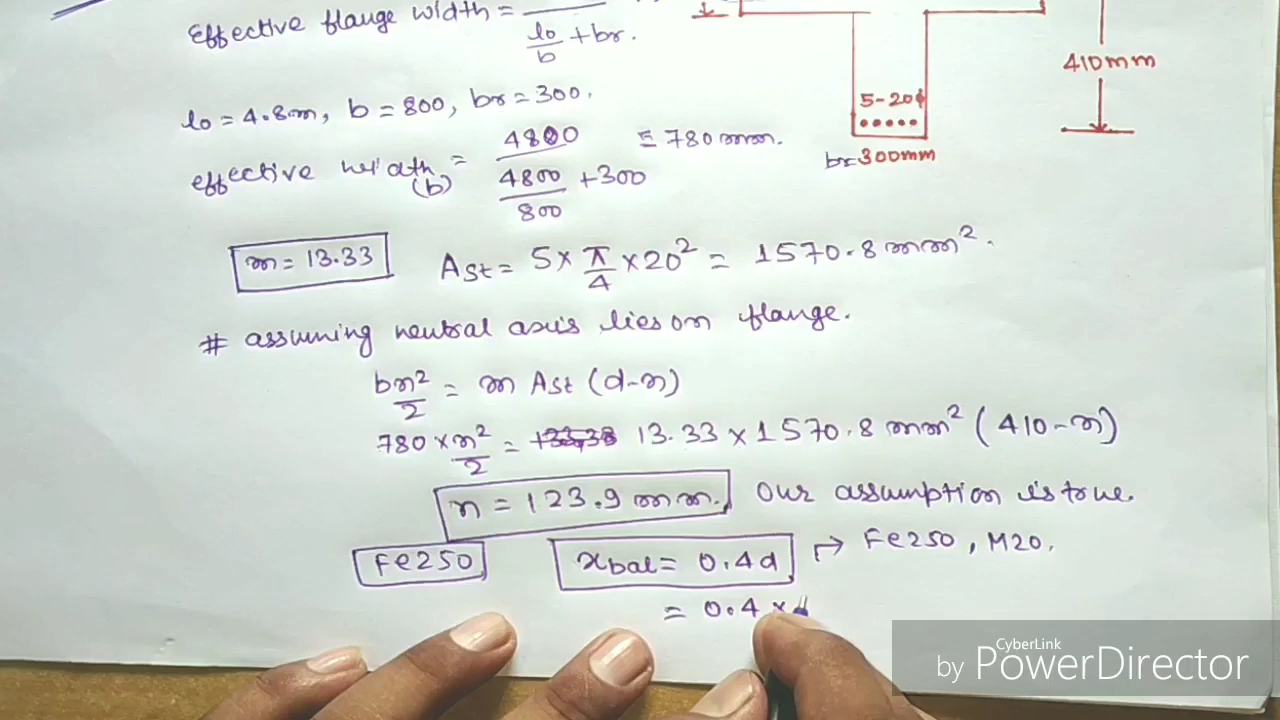 Effective flange width =
lo/b + br.
410mm
5-20ϕ
br=300mm
lo = 4.8m, b = 800, br = 300.
effective width (b) = 4800 / (4800/800 + 300) = 780mm.
m = 13.33
Ast = 5 x π/4 x 20² = 1570.8 mm².
# assuming neutral axis lies on flange.
bn²/2 = m Ast (d-n)
780 x n²/2 = 13.33 x 1570.8 mm² (410-n)
n = 123.9 mm. Our assumption is true.
Fe250
xbal = 0.4d → Fe250, M20.
= 0.4 x
CyberLink
by PowerDirector